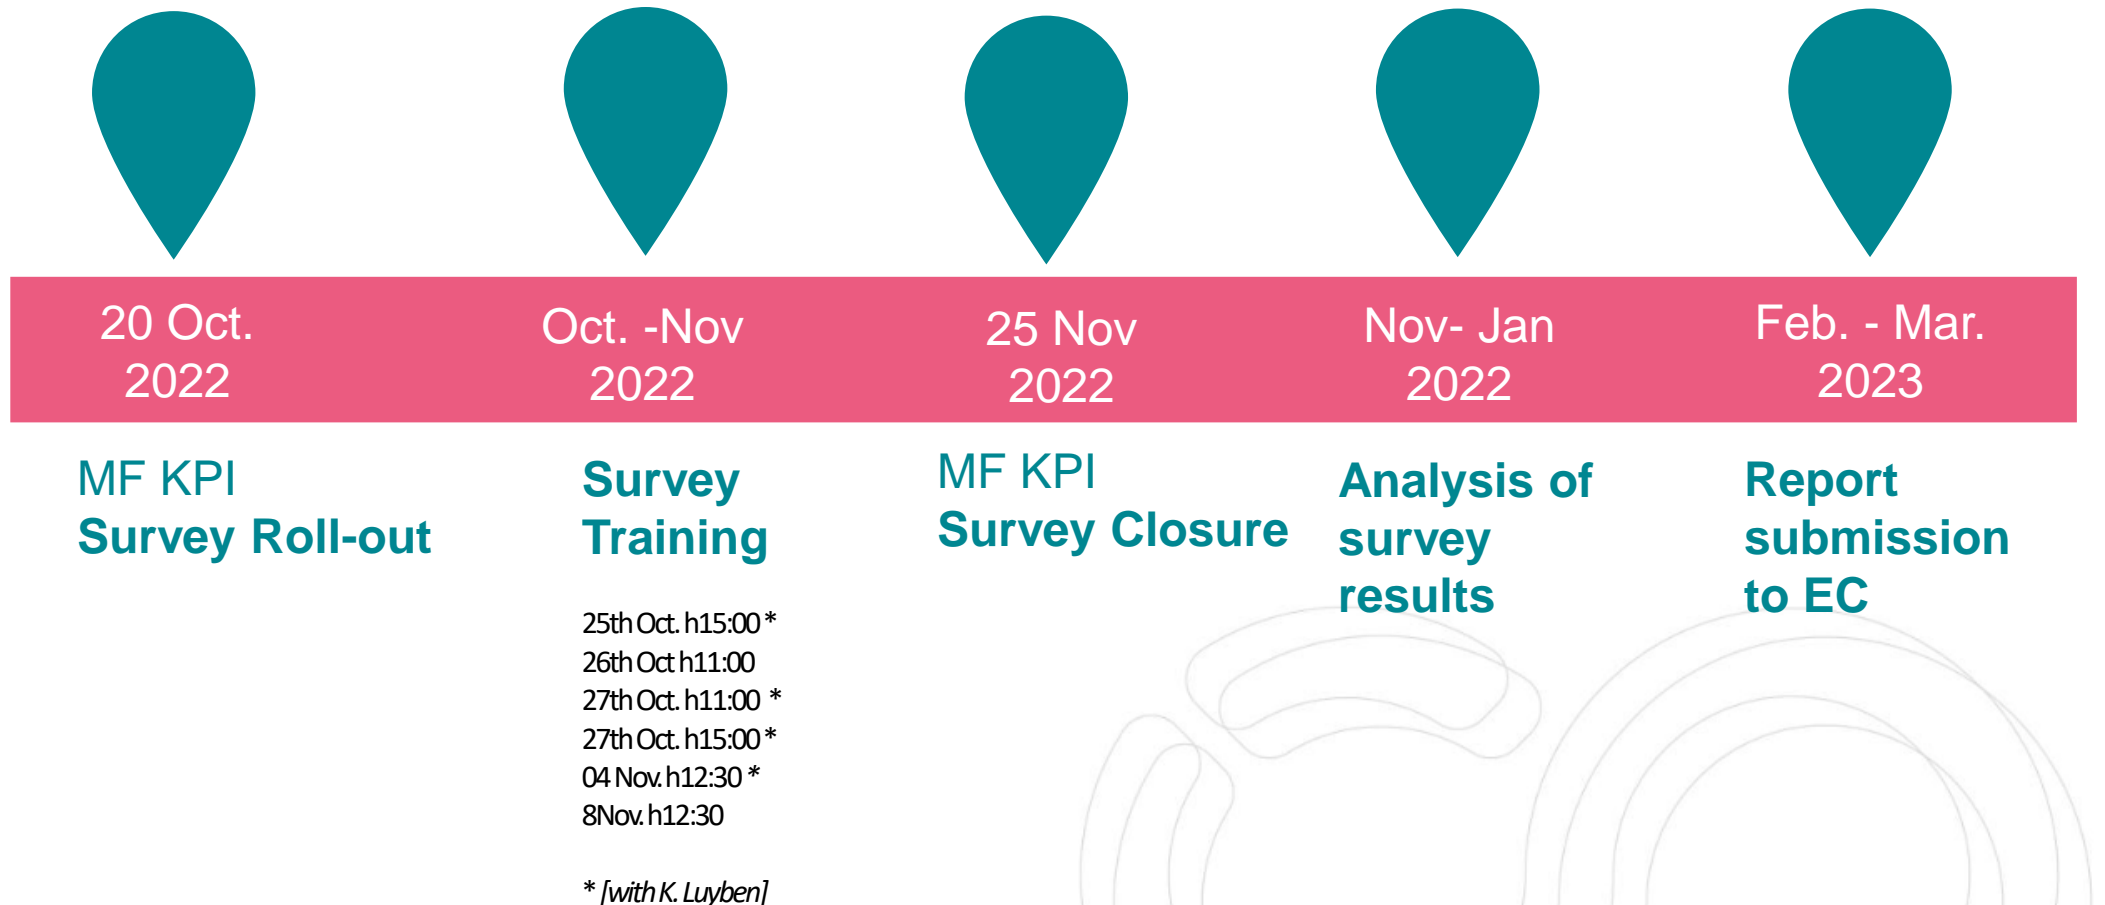 20 Oct.
2022
Oct. -Nov
2022
25 Nov
2022
Nov- Jan
2022
Feb. - Mar.
2023
MF KPI
Survey Roll-out
Survey
Training
25th Oct. h15:00 *
26th Oct h11:00
27th Oct. h11:00 *
27th Oct. h15:00 *
04 Nov. h12:30 *
8Nov. h12:30
* [with K. Luyben]
MF KPI
Survey Closure
Analysis of
survey
results
Report
submission
to EC